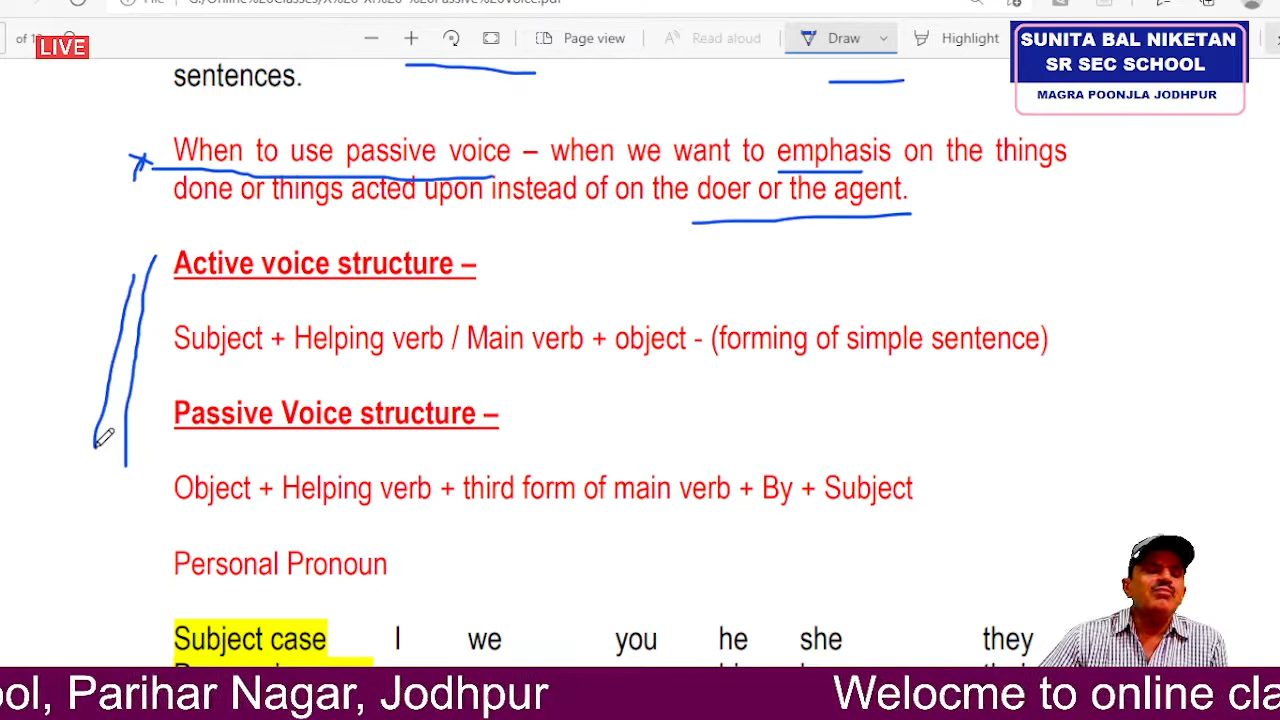 of 1
LIVE
Page view
Read aloud
Draw
Highlight
SUNITA BAL NIKETAN
SR SEC SCHOOL
MAGRA POONJLA JODHPUR
sentences.
When to use passive voice – when we want to emphasis on the things
done or things acted upon instead of on the doer or the agent.
Active voice structure –
Subject + Helping verb / Main verb + object - (forming of simple sentence)
Passive Voice structure –
Object + Helping verb + third form of main verb + By + Subject
Personal Pronoun
Subject case I we you he she they
ool, Parihar Nagar, Jodhpur Welocme to online cla